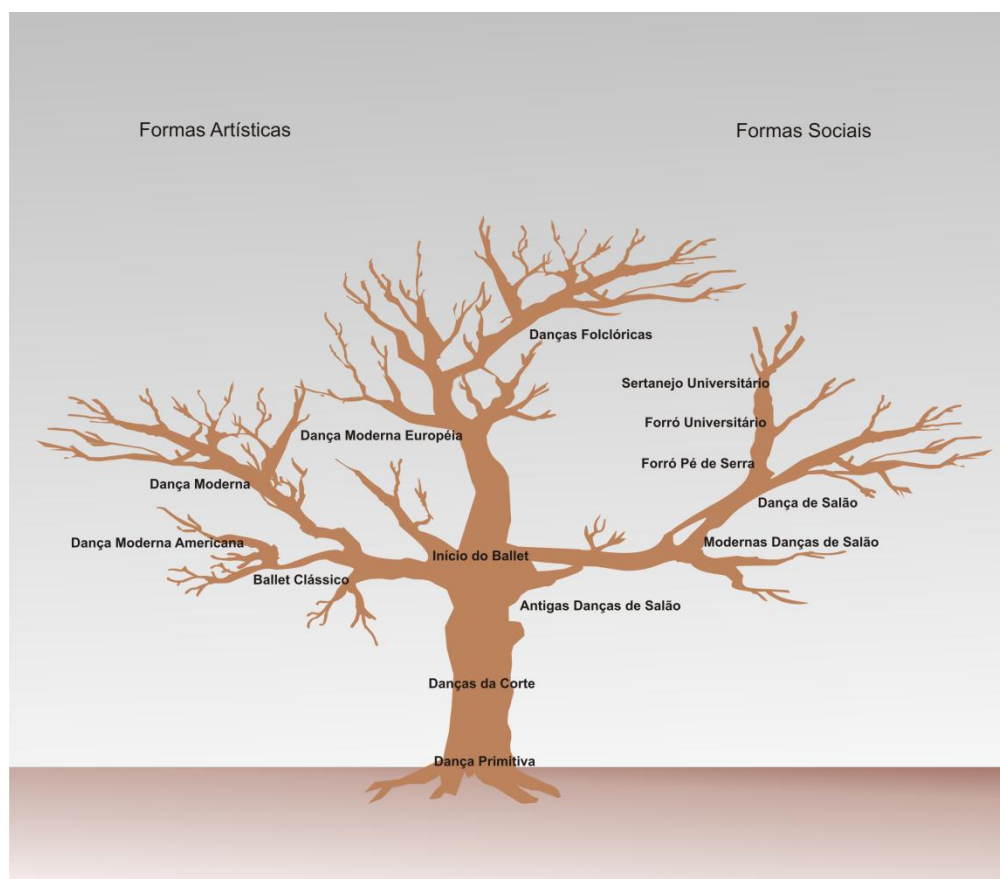 Formas Artísticas
Formas Sociais
Danças Folclóricas
Sertanejo Universitário
Forró Universitário
Dança Moderna Européia
Forró Pé de Serra
Dança Moderna
Dança de Salão
Dança Moderna Americana
Modernas Danças de Salão
Início do Ballet
Ballet Clássico
Antigas Danças de Salão
Danças da Corte
Dança Primitiva